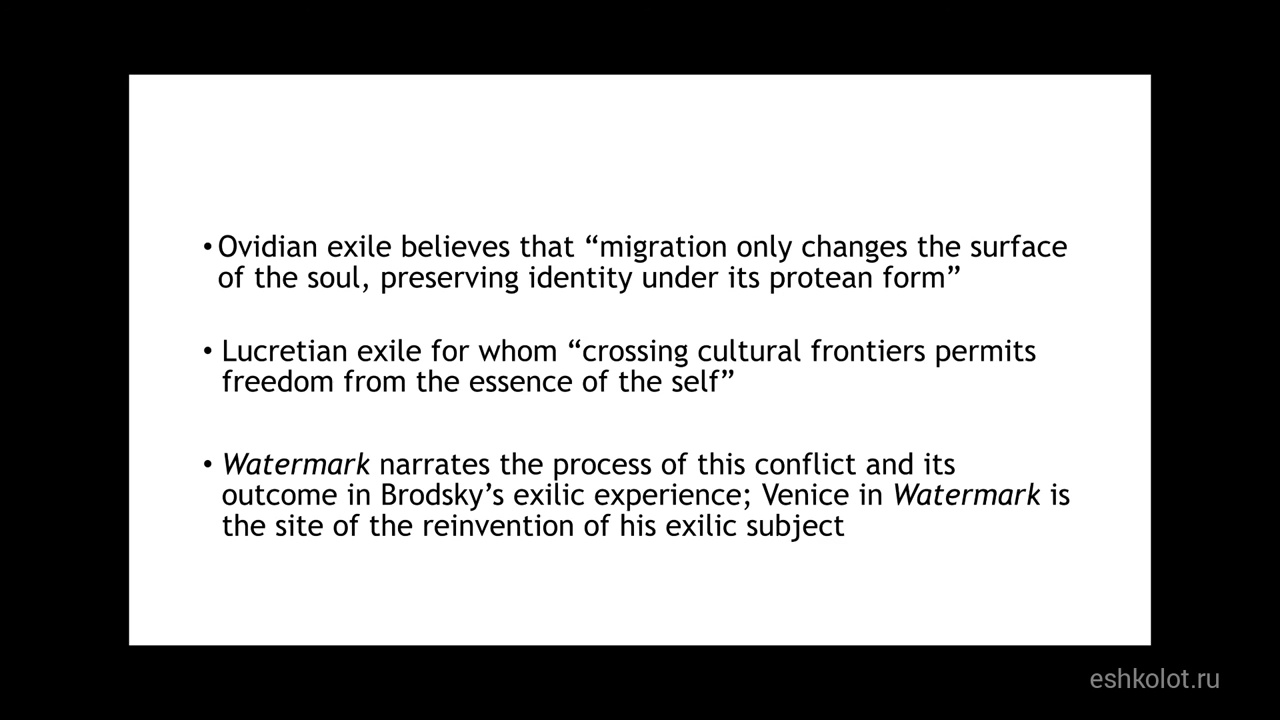 • Ovidian exile believes that “migration only changes the surface
of the soul, preserving identity under its protean form”
• Lucretian exile for whom “crossing cultural frontiers permits
freedom from the essence of the self”
• Watermark narrates the process of this conflict and its
outcome in Brodsky’s exilic experience; Venice in Watermark is
the site of the reinvention of his exilic subject
eshkolot.ru